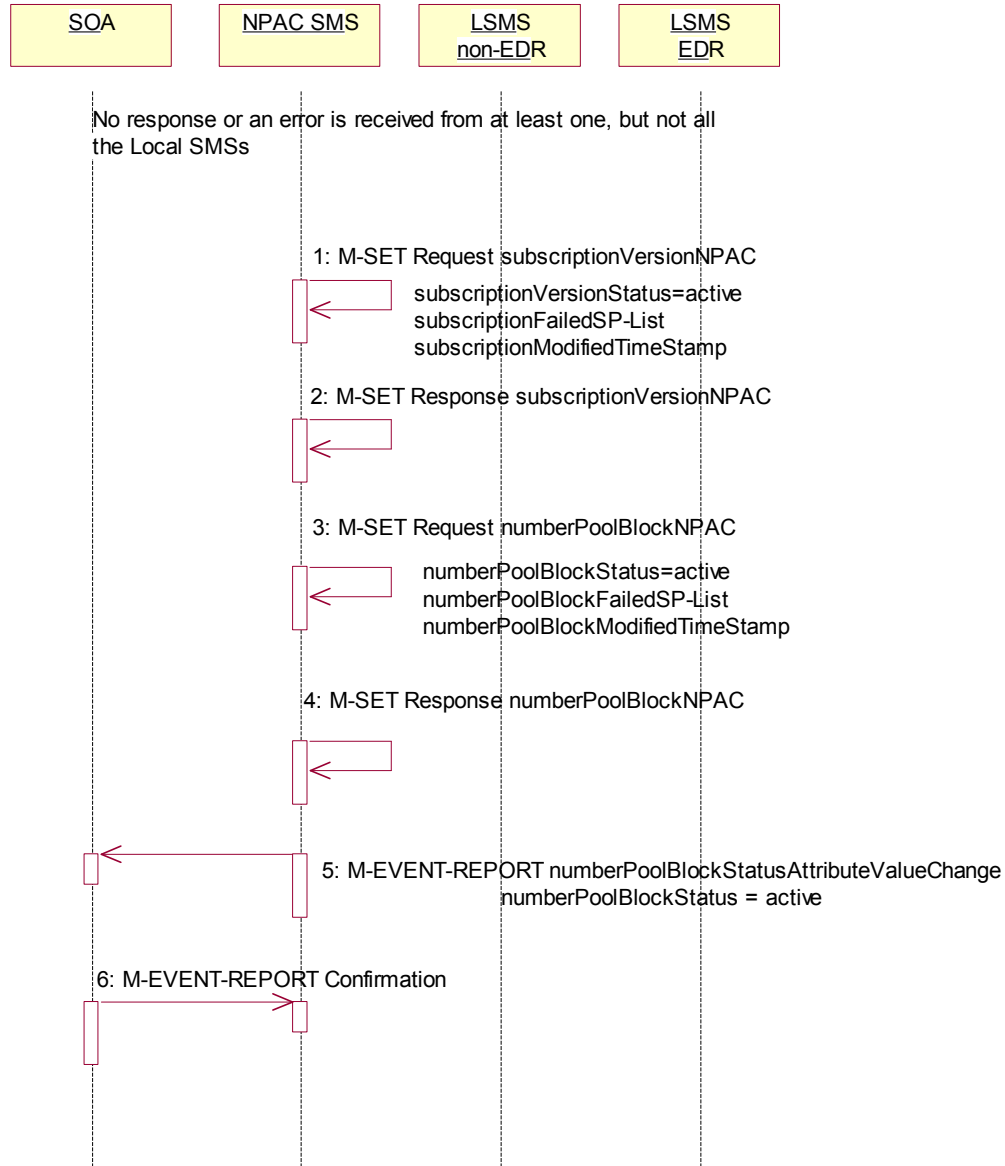 SOA
NPAC SMS
LSMS
non-EDR
LSMS
EDR
No response or an error is received from at least one, but not all
the Local SMSs
1: M-SET Request subscriptionVersionNPAC
subscriptionVersionStatus=active
subscriptionFailedSP-List
subscriptionModifiedTimeStamp
2: M-SET Response subscriptionVersionNPAC
3: M-SET Request numberPoolBlockNPAC
numberPoolBlockStatus=active
numberPoolBlockFailedSP-List
numberPoolBlockModifiedTimeStamp
4: M-SET Response numberPoolBlockNPAC
5: M-EVENT-REPORT numberPoolBlockStatusAttributeValueChange
numberPoolBlockStatus = active
6: M-EVENT-REPORT Confirmation